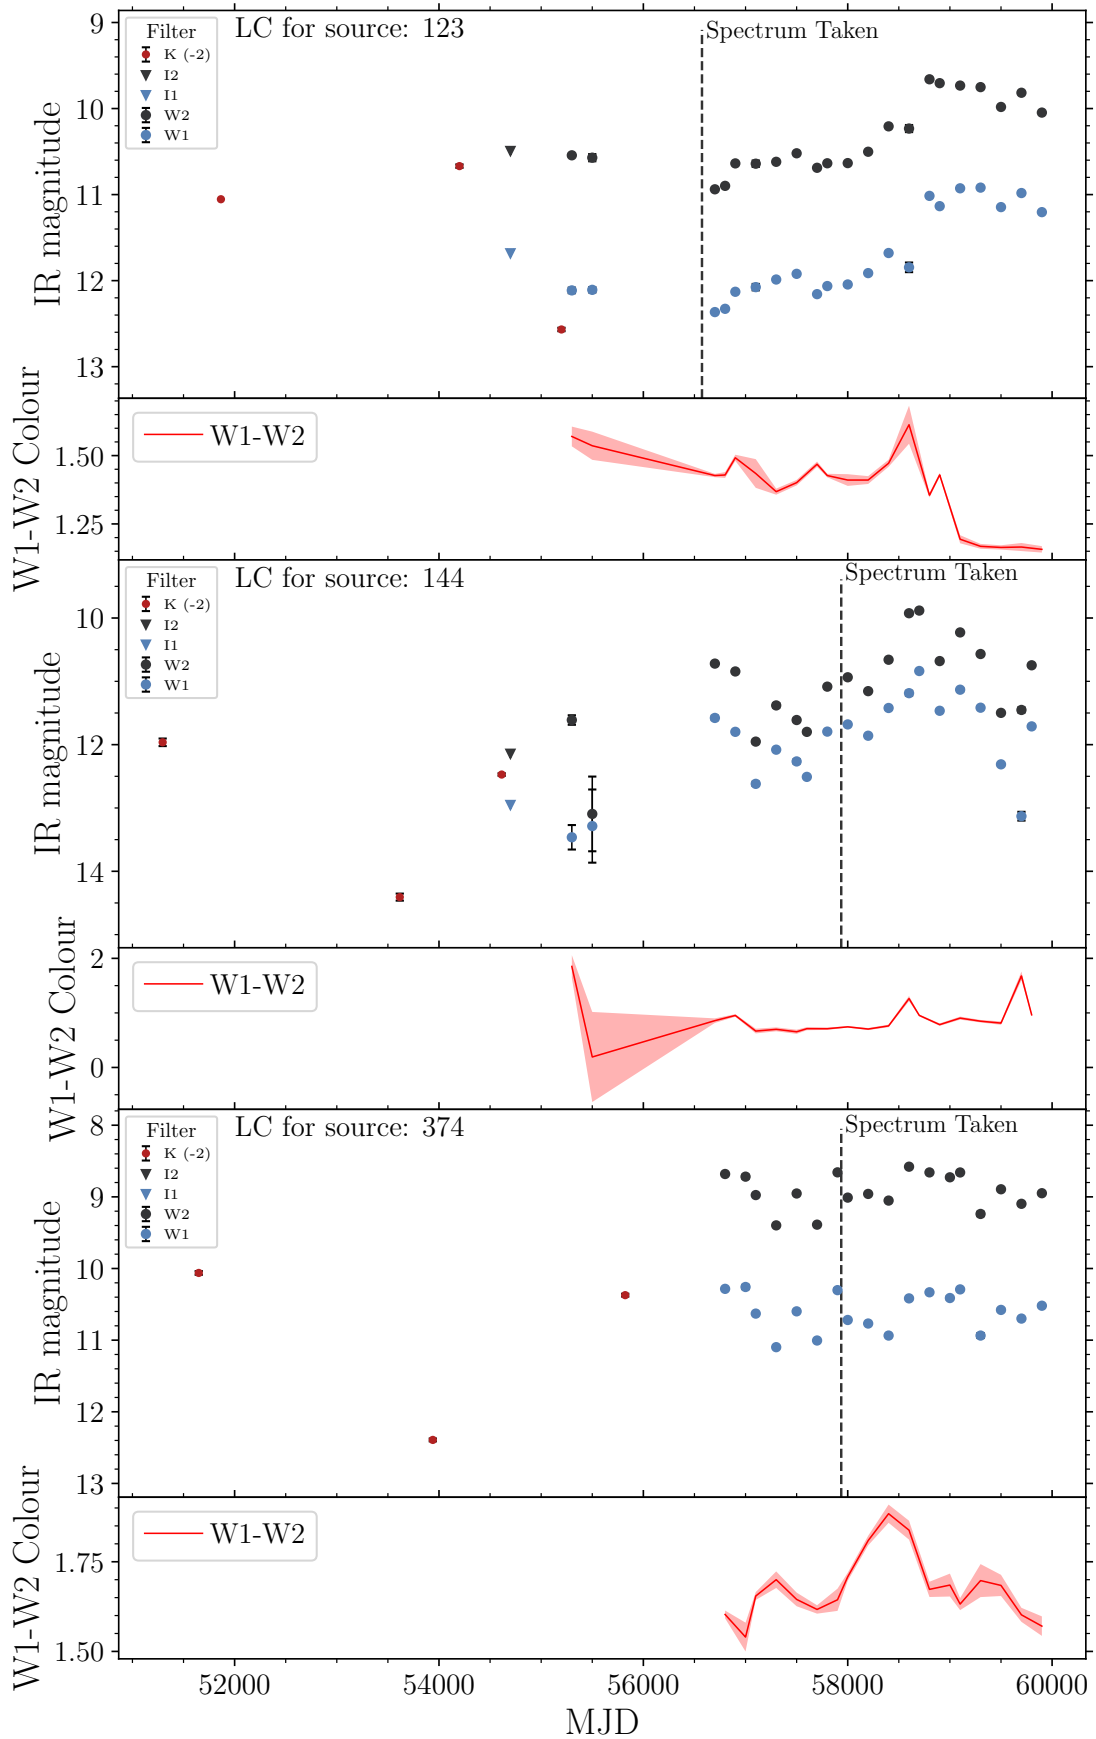 LC for source: 123
Spectrum Taken
Filter
K (-2)
I2
I1
W2
W1
IR magnitude
9
10
11
12
13
W1-W2
W1-W2 Colour
1.50
1.25
LC for source: 144
Spectrum Taken
Filter
K (-2)
I2
I1
W2
W1
IR magnitude
10
12
14
W1-W2
W1-W2 Colour
2
0
LC for source: 374
Spectrum Taken
Filter
K (-2)
I2
I1
W2
W1
IR magnitude
8
9
10
11
12
13
W1-W2
W1-W2 Colour
1.75
1.50
52000 54000 56000 58000 60000
MJD